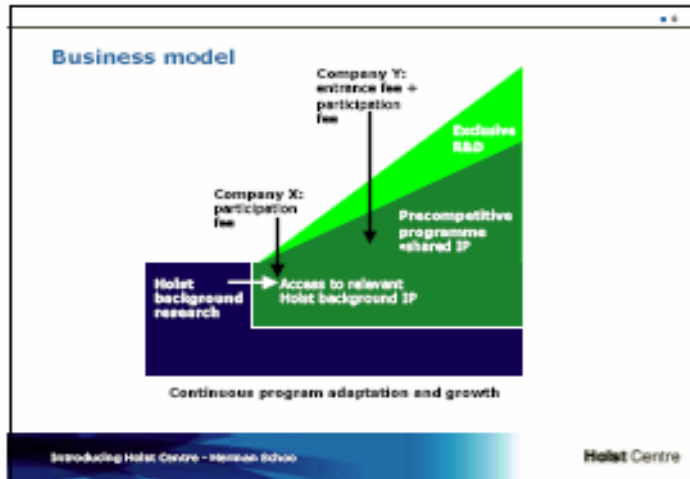 Business model
Company Y:
entrance fee +
participation
fee
Exclusive
R&D
Company X:
participation
fee
Precompetitive
programme
=shared IP
Holst
background
research
Access to relevant
Holst background IP
Continuous program adaptation and growth
Introducing Holst Centre - Herman Schoo
Holst Centre